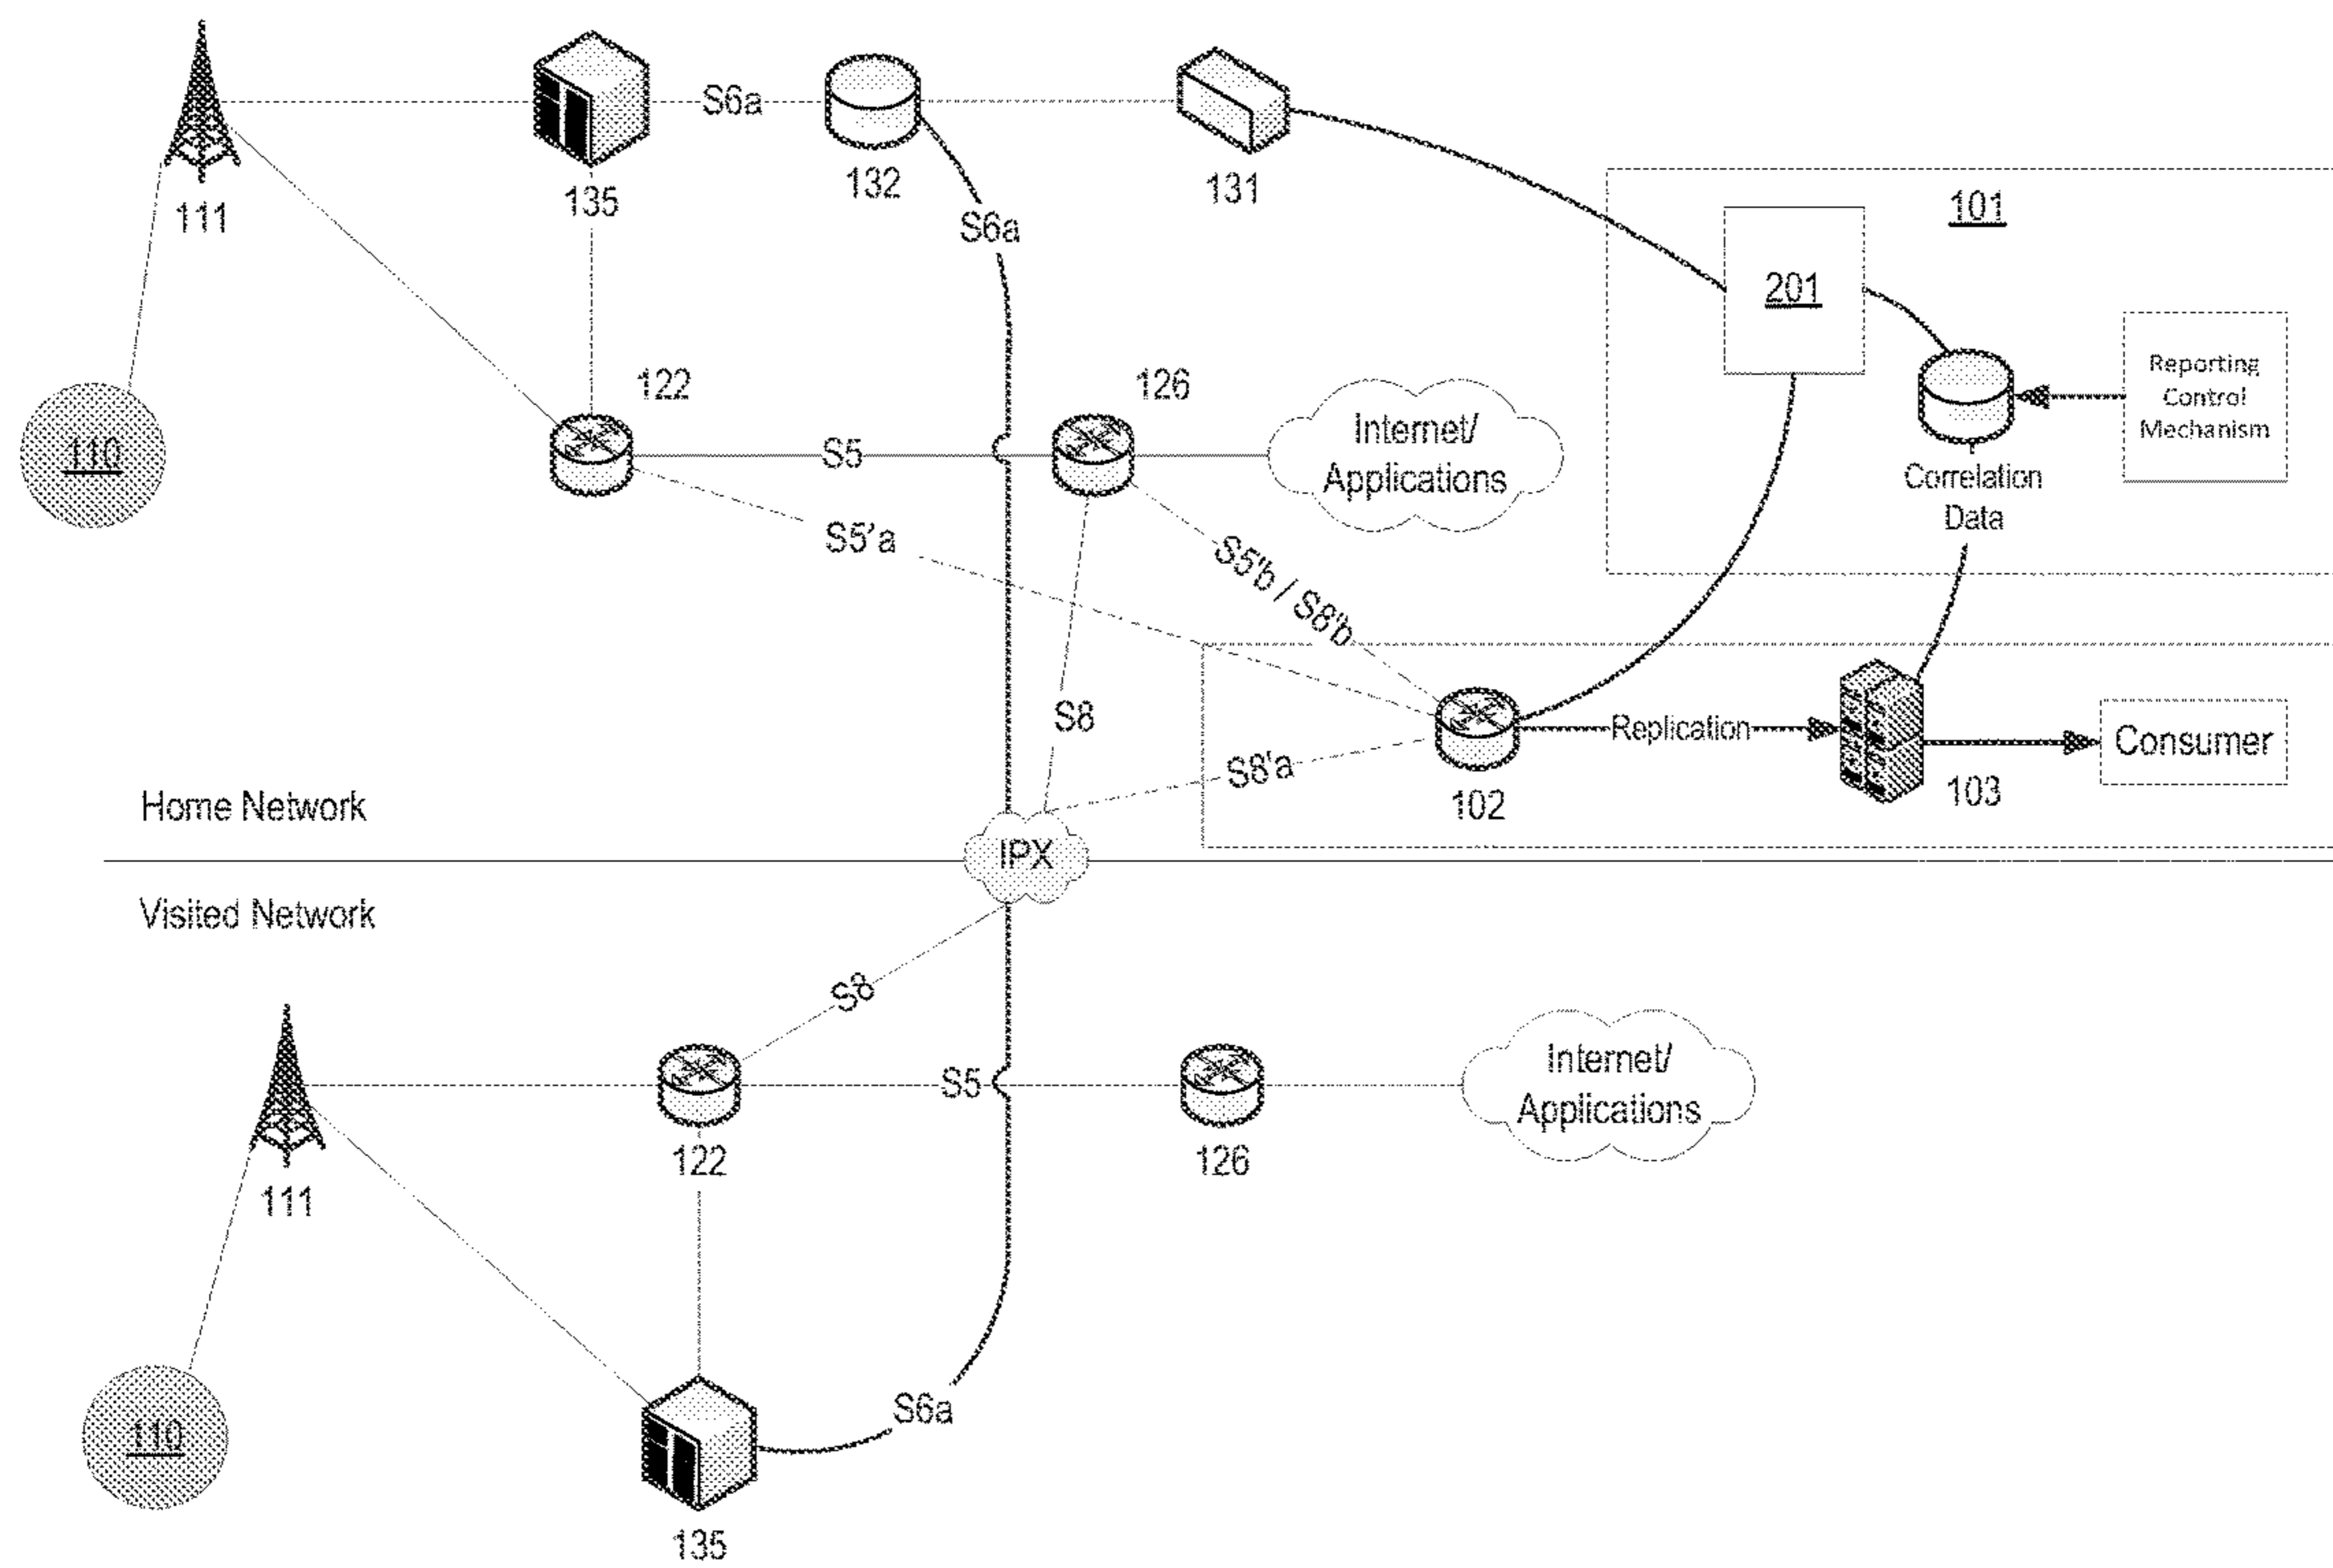 S6a
132
131
135
111
S6a
101
201
110
122
126
Reporting
Control
Mechanism
Internet/
Applications
S5
Correlation
Data
S5'a
S5'b / S8'b
S8
Replication
Consumer
S8'a
102
103
Home Network
IPX
Visited Network
S8
S5
Internet/
Applications
122
126
111
S6a
110
135